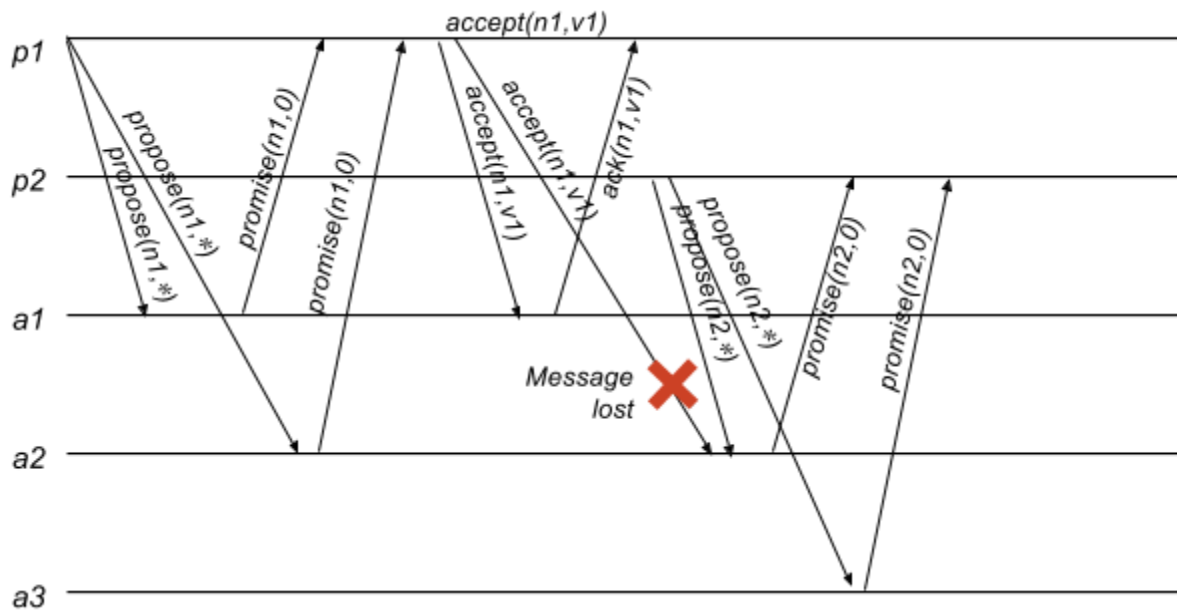 accept(n1,v1)
p1
propose(n1,*)
propose(n1,*)
promise(n1,0)
promise(n1,0)
accept(n1,v1)
accept(n1,v1)
ack(n1,v1)
p2
propose(n2,*)
propose(n2,*)
promise(n2,0)
promise(n2,0)
a1
Message
lost
a2
a3